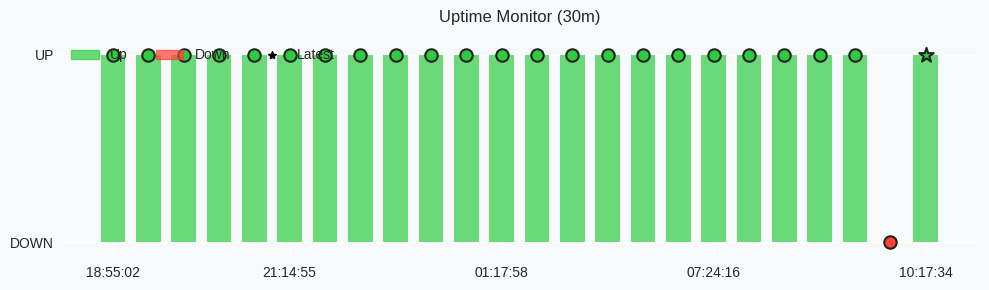 Uptime Monitor (30m)
UP
Up Down Latest
DOWN
18:55:02 21:14:55 01:17:58 07:24:16 10:17:34